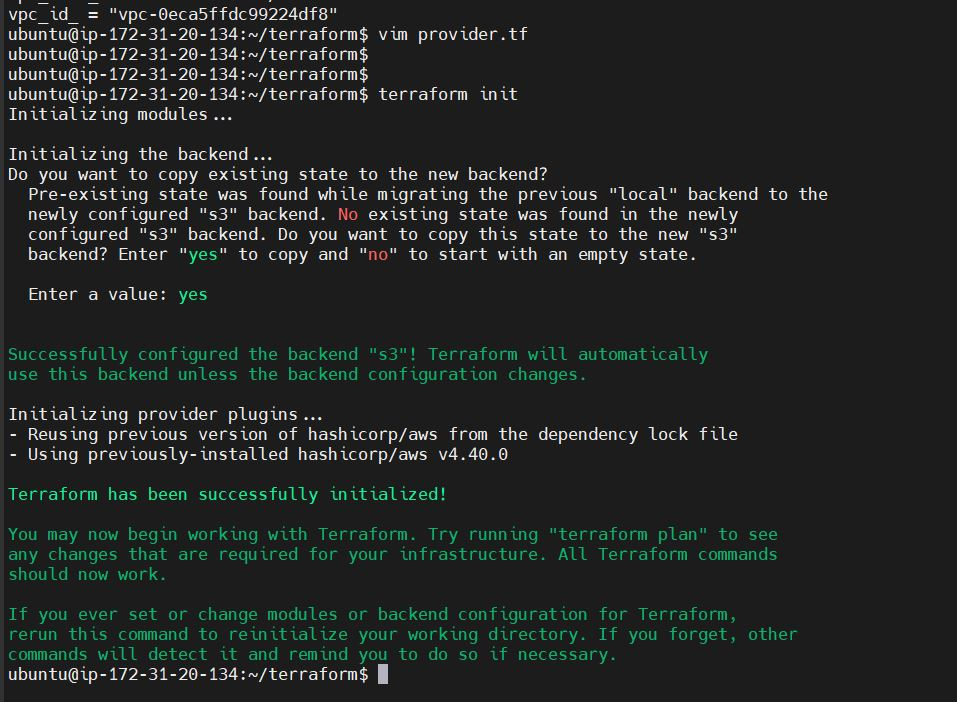 vpc_id_ = "vpc-0eca5ffdc99224df8"
ubuntu@ip-172-31-20-134:~/terraform$ vim provider.tf
ubuntu@ip-172-31-20-134:~/terraform$
ubuntu@ip-172-31-20-134:~/terraform$
ubuntu@ip-172-31-20-134:~/terraform$ terraform init
Initializing modules...
Initializing the backend...
Do you want to copy existing state to the new backend?
Pre-existing state was found while migrating the previous "local" backend to the
newly configured "s3" backend. No existing state was found in the newly
configured "s3" backend. Do you want to copy this state to the new "s3"
backend? Enter "yes" to copy and "no" to start with an empty state.
Enter a value: yes
Successfully configured the backend "s3"! Terraform will automatically
use this backend unless the backend configuration changes.
Initializing provider plugins...
- Reusing previous version of hashicorp/aws from the dependency lock file
- Using previously-installed hashicorp/aws v4.40.0
Terraform has been successfully initialized!
You may now begin working with Terraform. Try running "terraform plan" to see
any changes that are required for your infrastructure. All Terraform commands
should now work.
If you ever set or change modules or backend configuration for Terraform,
rerun this command to reinitialize your working directory. If you forget, other
commands will detect it and remind you to do so if necessary.
ubuntu@ip-172-31-20-134:~/terraform$